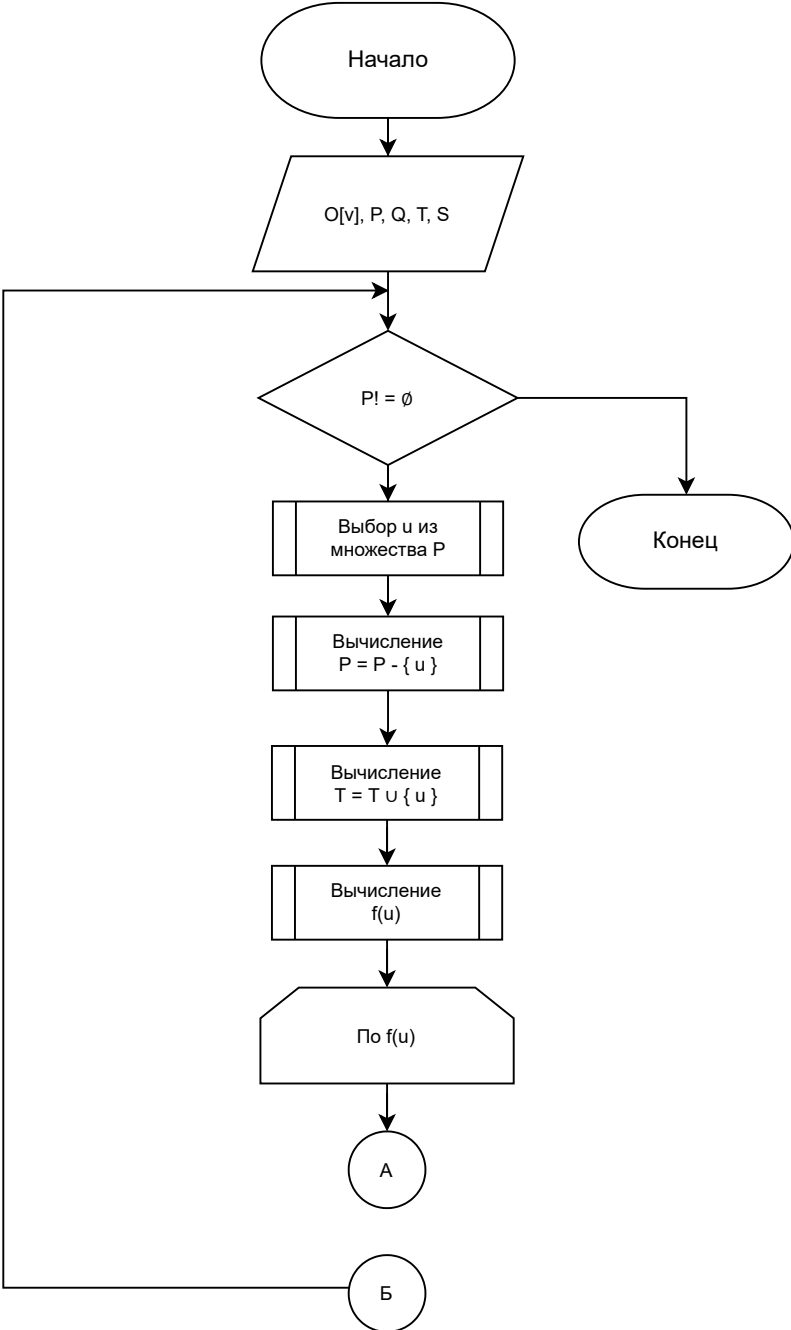 Начало
O[v], P, Q, T, S
P! = ∅
Выбор u из
множества P
Конец
Вычисление
P = P - { u }
Вычисление
T = T ∪ { u }
Вычисление
f(u)
По f(u)
А
Б